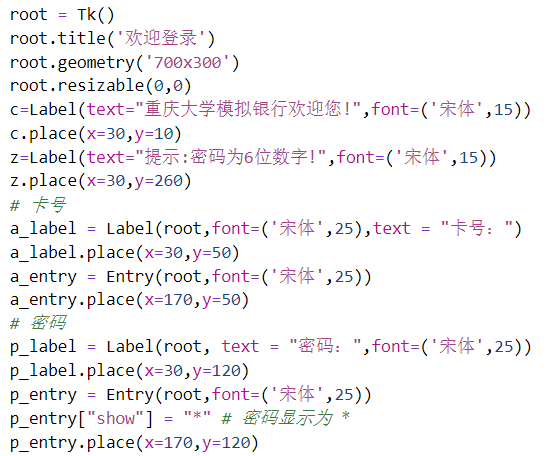 root = Tk()
root.title('欢迎登录')
root.geometry('700x300')
root.resizable(0,0)
c=Label(text="重庆大学模拟银行欢迎您!",font=('宋体',15))
c.place(x=30,y=10)
z=Label(text="提示:密码为6位数字!",font=('宋体',15))
z.place(x=30,y=260)
# 卡号
a_label = Label(root,font=('宋体',25),text = "卡号：")
a_label.place(x=30,y=50)
a_entry = Entry(root,font=('宋体',25))
a_entry.place(x=170,y=50)
# 密码
p_label = Label(root, text = "密码：",font=('宋体',25))
p_label.place(x=30,y=120)
p_entry = Entry(root,font=('宋体',25))
p_entry["show"] = "*" # 密码显示为 *
p_entry.place(x=170,y=120)